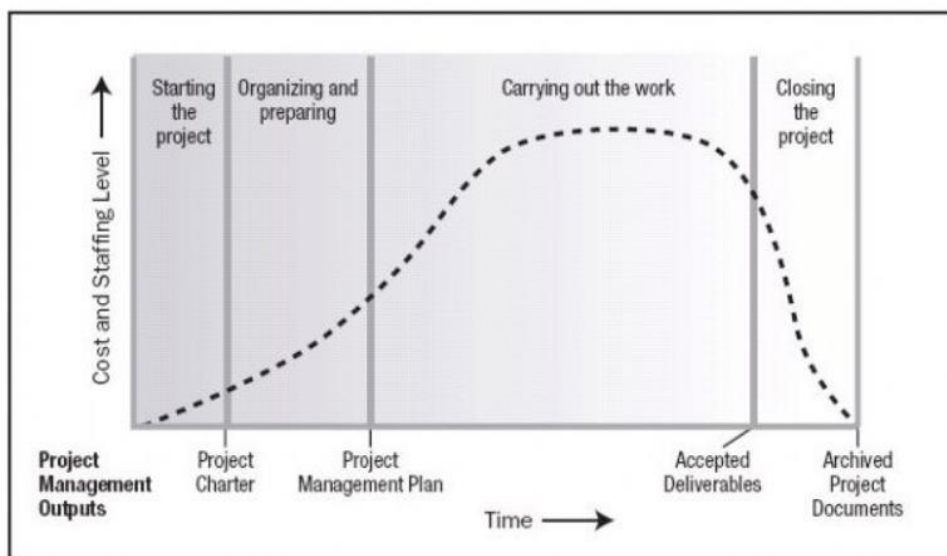 Starting
the
project
Organizing and
preparing
Carrying out the work
Closing
the
project
Cost and Staffing Level
Project
Management
Outputs
Project
Charter
Project
Management Plan
Accepted
Deliverables
Archived
Project
Documents
Time